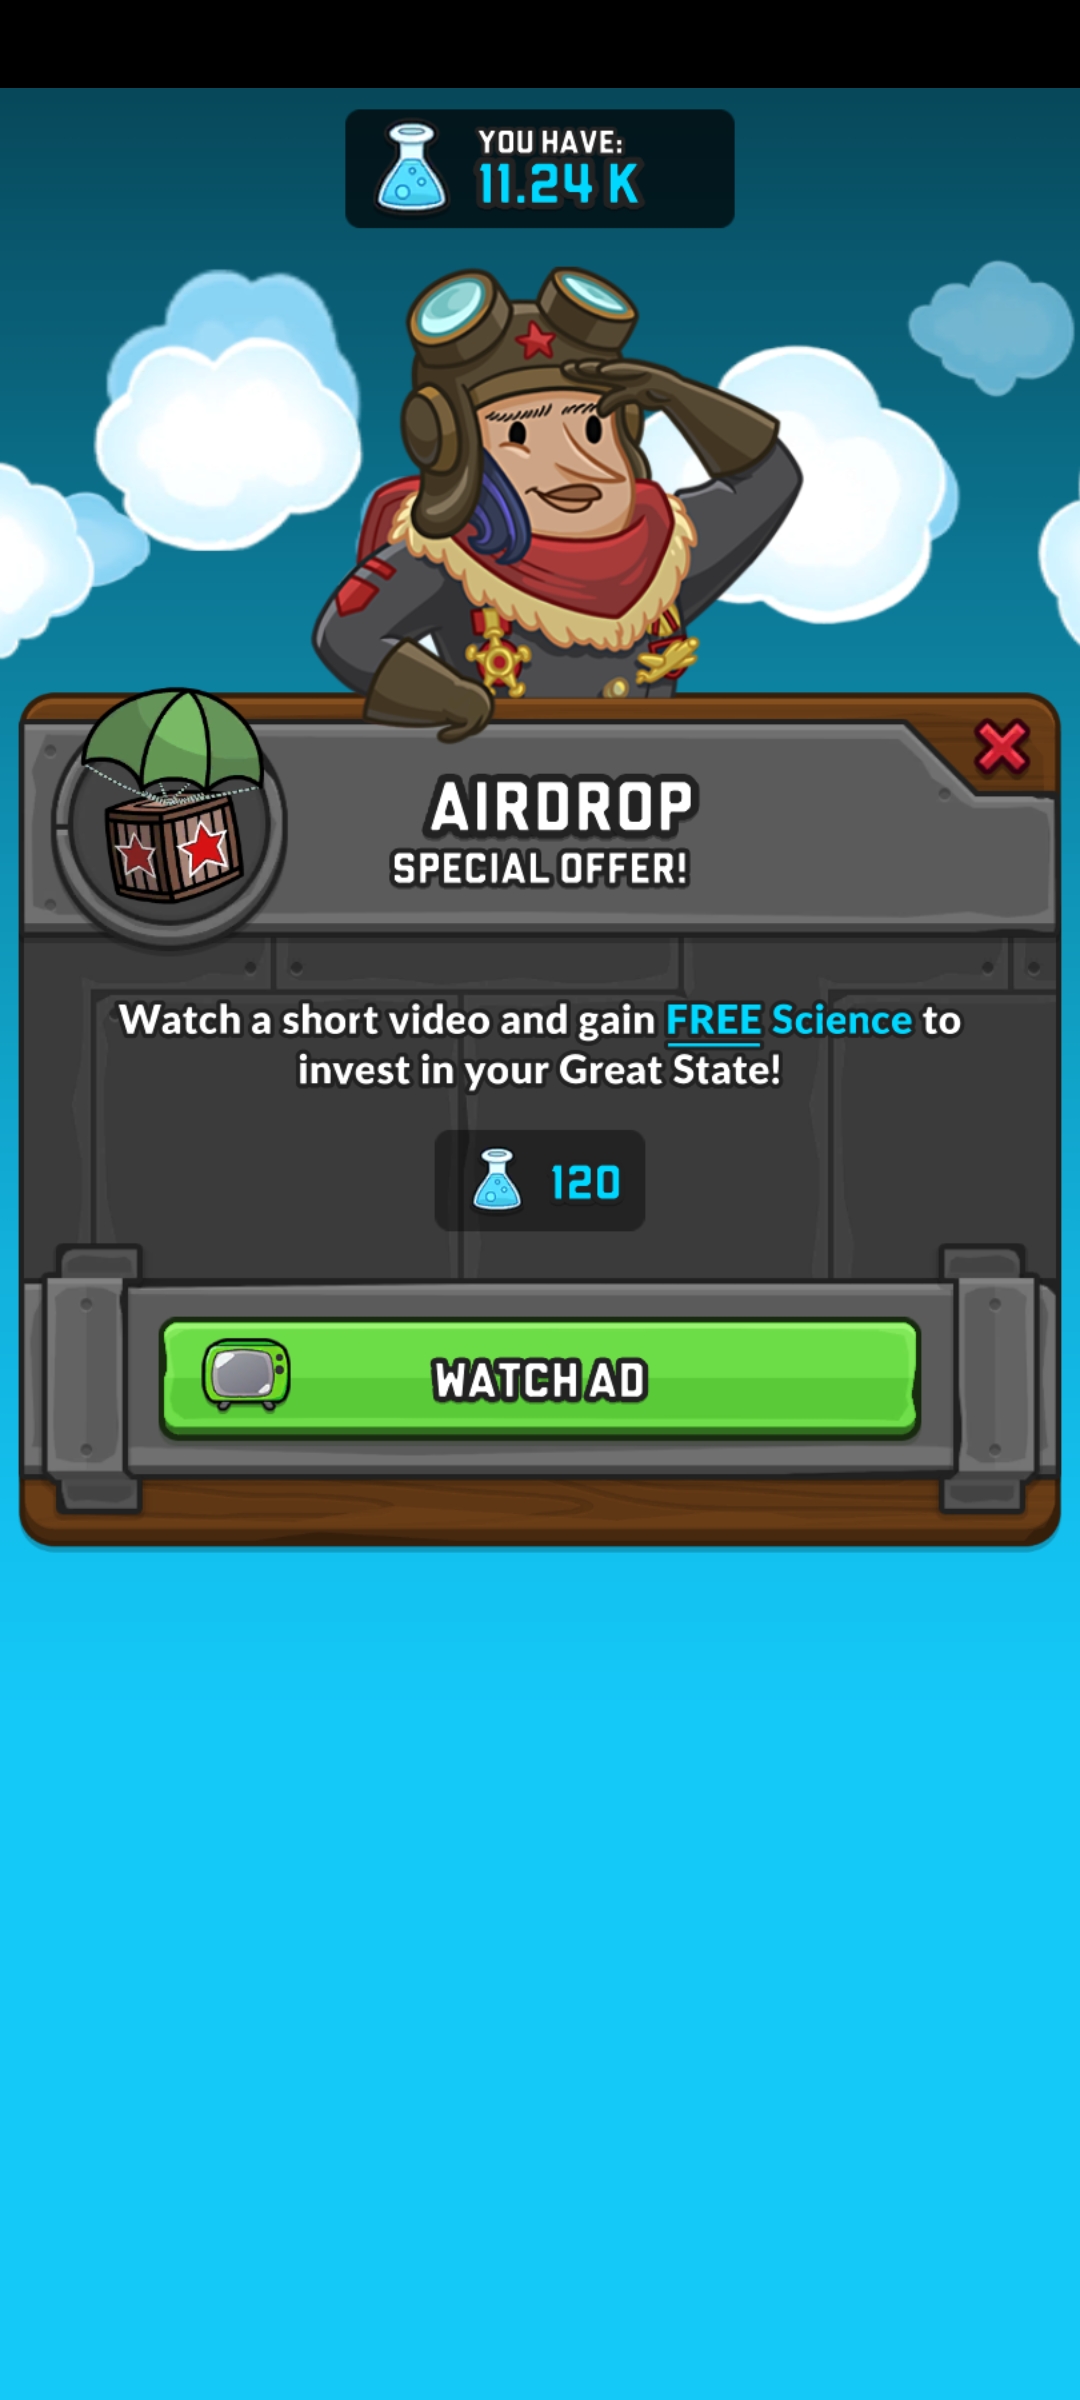 YOU HAVE:
11.24 K
AIRDROP
SPECIAL OFFER!
Watch a short video and gain FREE Science to
invest in your Great State!
120
WATCH AD